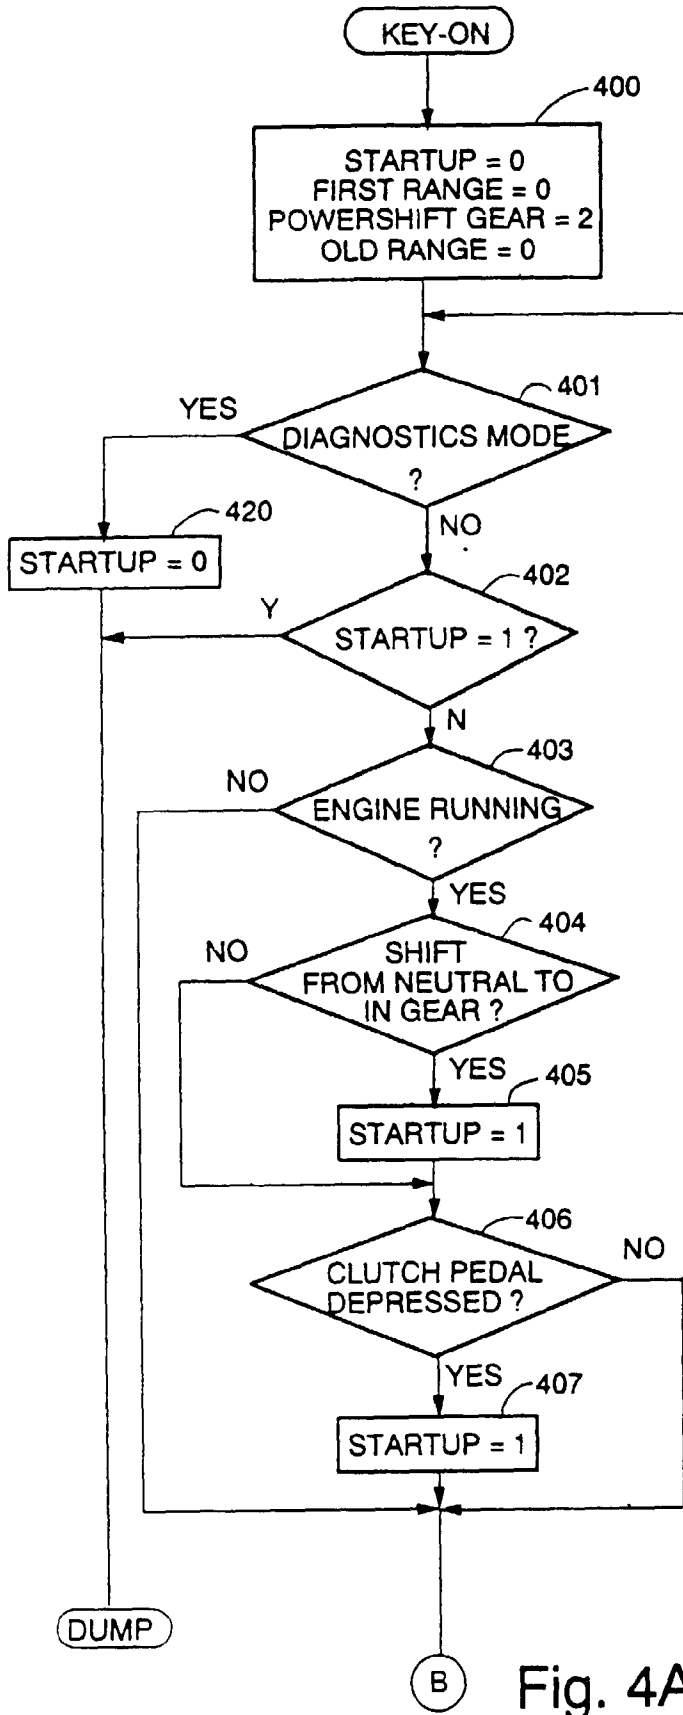 KEY-ON
400
STARTUP = 0
FIRST RANGE = 0
POWERSHIFT GEAR = 2
OLD RANGE = 0
401
YES
DIAGNOSTICS MODE
?
420
NO
STARTUP = 0
402
Y
STARTUP = 1 ?
N
403
NO
ENGINE RUNNING
?
YES
404
NO
SHIFT
FROM NEUTRAL TO
IN GEAR ?
YES
405
STARTUP = 1
406
NO
CLUTCH PEDAL
DEPRESSED ?
YES
407
STARTUP = 1
DUMP
B
Fig. 4A